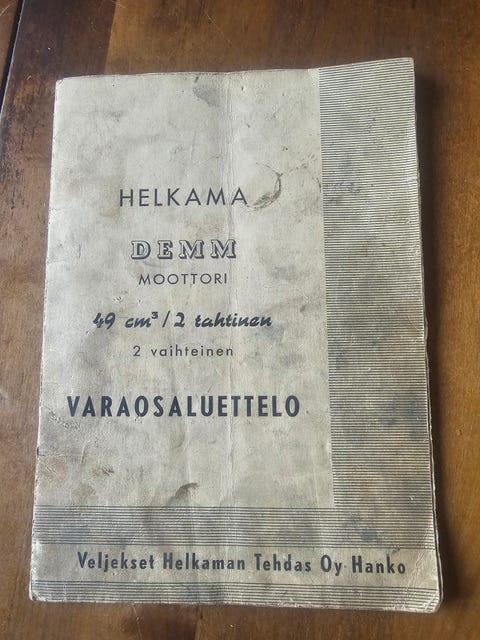 HELKAMA
DEMM
MOOTTORI
49 cm³/2 tahtinen
2 vaihteinen
VARAOSALUETTELO
Veljekset Helkaman Tehdas Oy Hanko